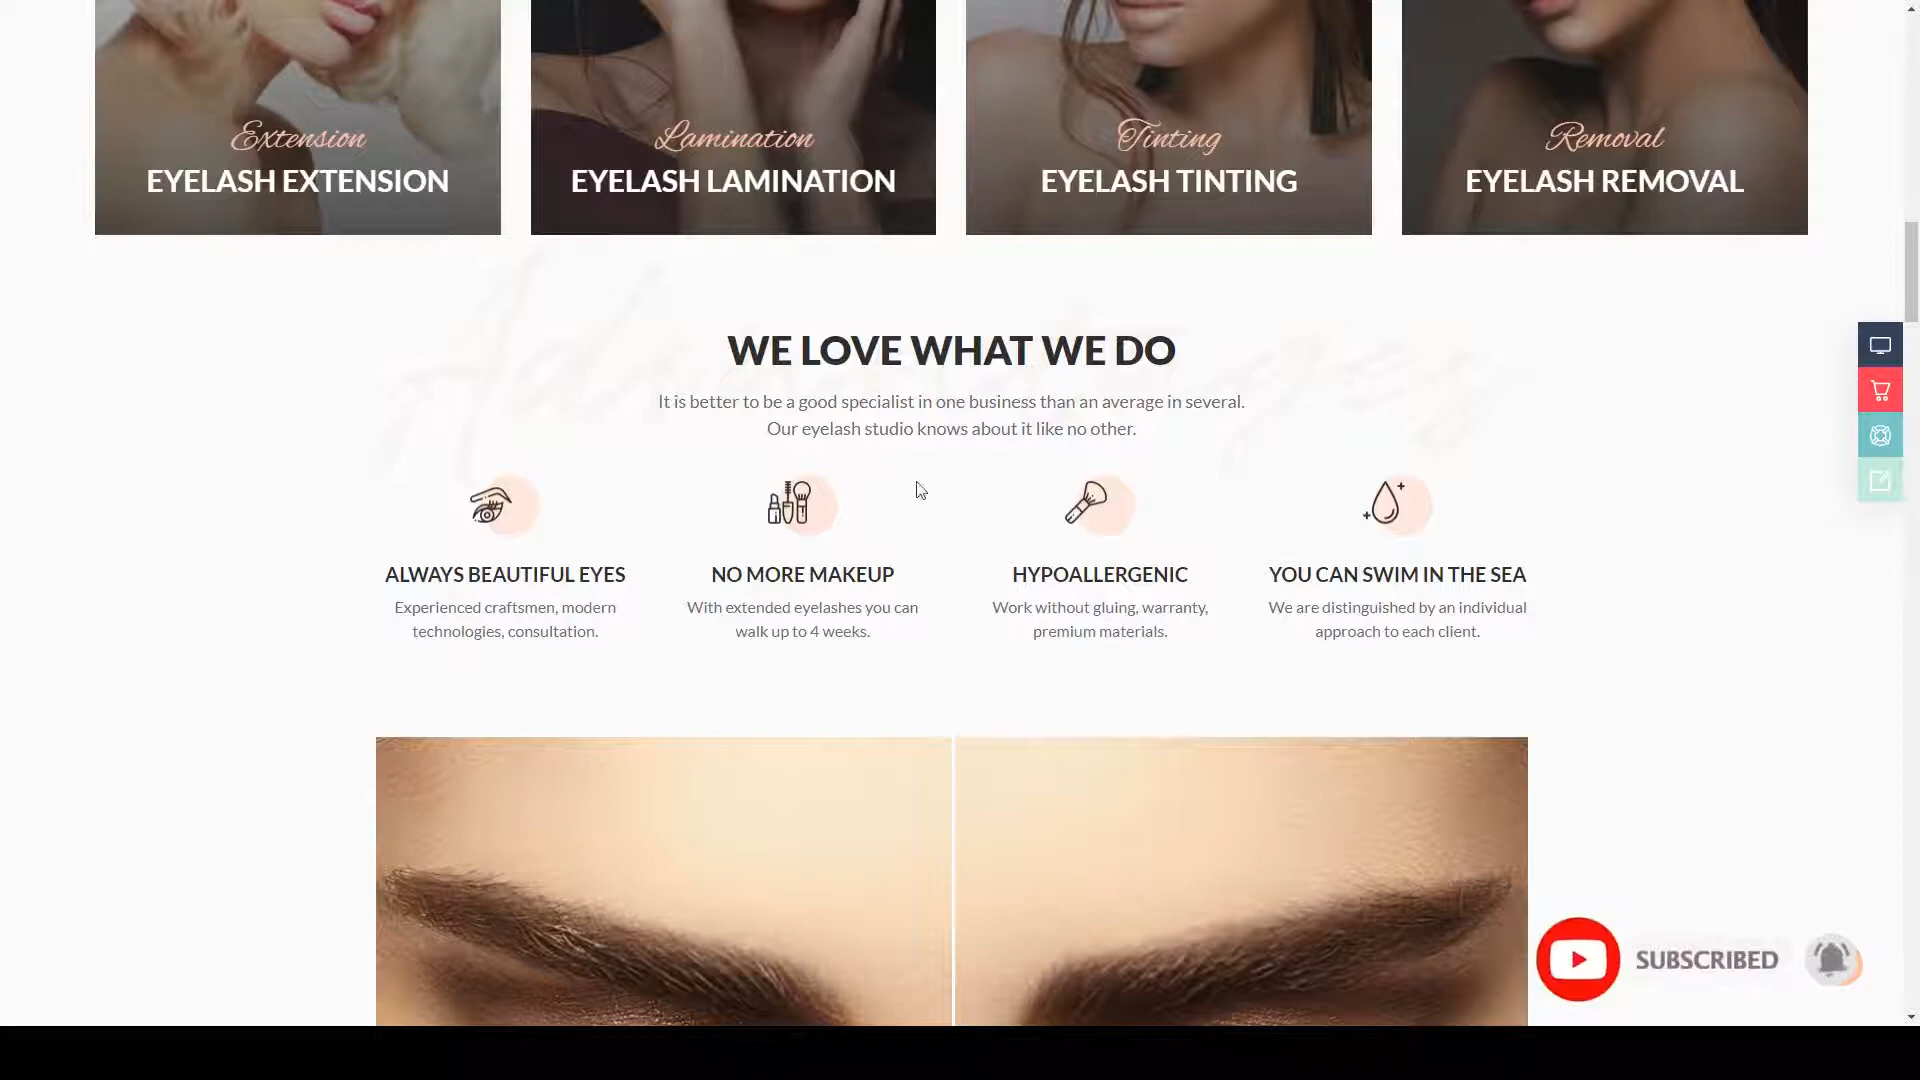 Extension
EYELASH EXTENSION
Lamination
EYELASH LAMINATION
Tinting
EYELASH TINTING
Removal
EYELASH REMOVAL
Advantages
WE LOVE WHAT WE DO
It is better to be a good specialist in one business than an average in several.
Our eyelash studio knows about it like no other.
ALWAYS BEAUTIFUL EYES
Experienced craftsmen, modern
technologies, consultation.
NO MORE MAKEUP
With extended eyelashes you can
walk up to 4 weeks.
HYPOALLERGENIC
Work without gluing, warranty,
premium materials.
YOU CAN SWIM IN THE SEA
We are distinguished by an individual
approach to each client.
SUBSCRIBED